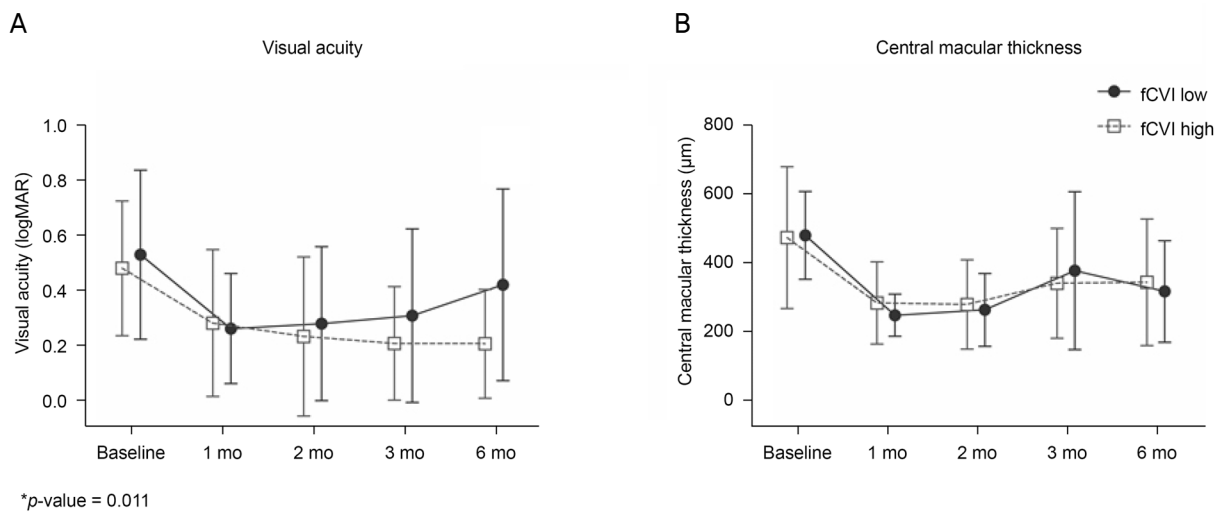 A
Visual acuity
Visual acuity (logMAR)
1.0
0.8
0.6
0.4
0.2
0.0
Baseline 1 mo 2 mo 3 mo 6 mo
*p-value = 0.011
B
Central macular thickness
fCVI low
fCVI high
Central macular thickness (µm)
800
600
400
200
0
Baseline 1 mo 2 mo 3 mo 6 mo